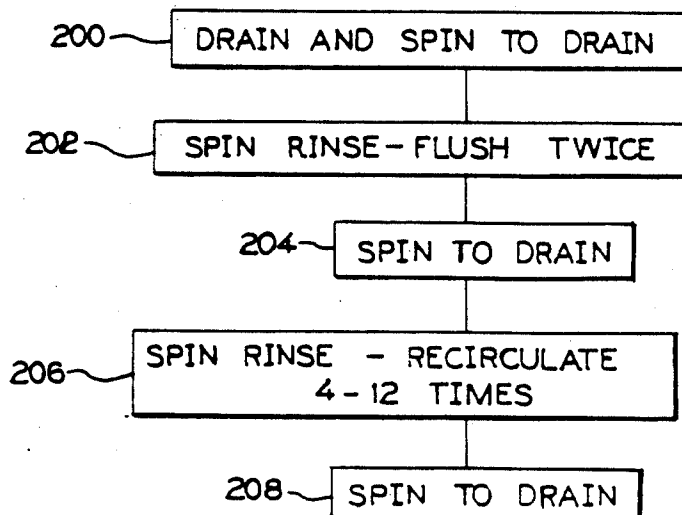 200 DRAIN AND SPIN TO DRAIN
202 SPIN RINSE-FLUSH TWICE
204 SPIN TO DRAIN
206 SPIN RINSE - RECIRCULATE
4-12 TIMES
208 SPIN TO DRAIN